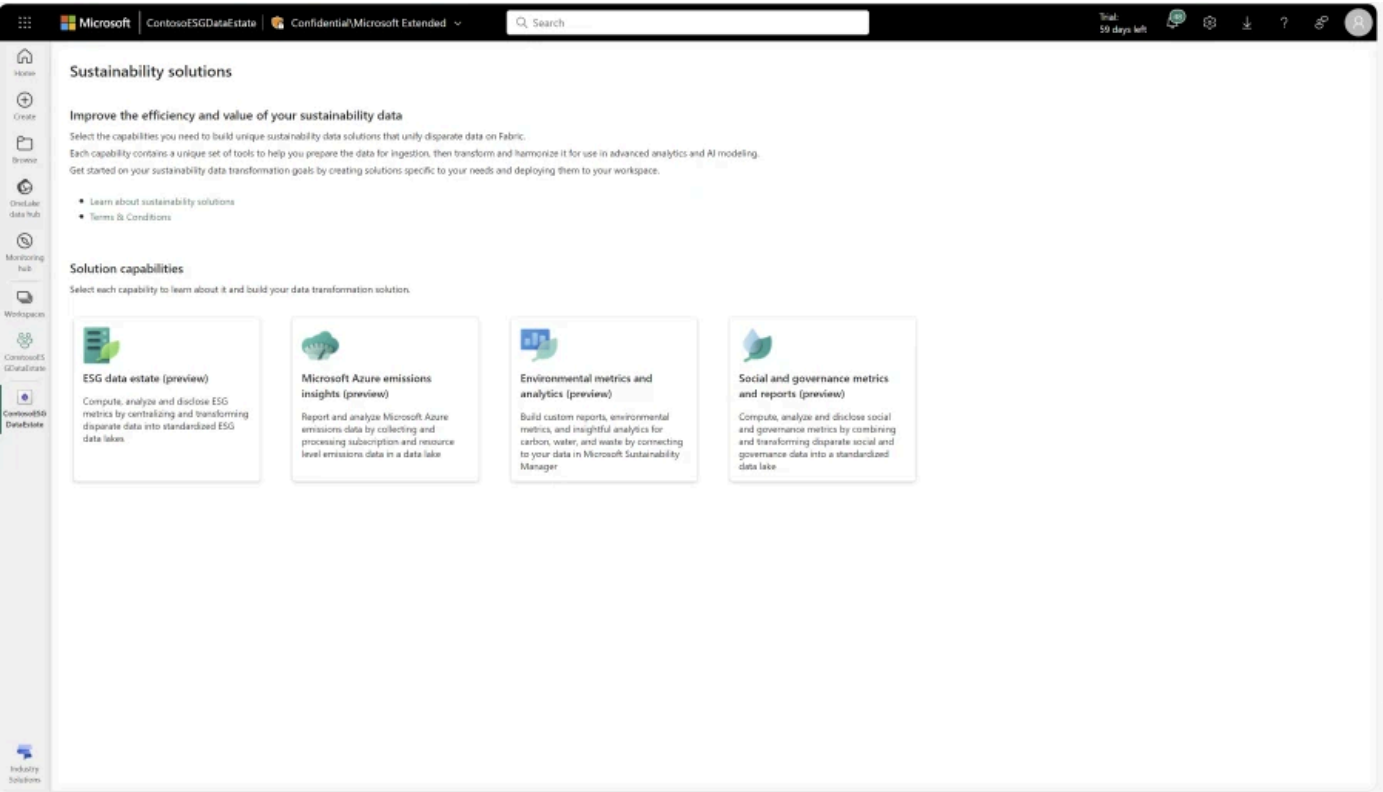 Microsoft
ContosoESGDataEstate
Confidential\Microsoft Extended
Search
Trial:
59 days left
Home
Create
Browse
OneLake
data hub
Monitoring
hub
Workspaces
ContosoES
GDataEstate
ContosoESG
DataEstate
Industry
Solutions
Sustainability solutions
Improve the efficiency and value of your sustainability data
Select the capabilities you need to build unique sustainability data solutions that unify disparate data on Fabric.
Each capability contains a unique set of tools to help you prepare the data for ingestion, then transform and harmonize it for use in advanced analytics and AI modeling.
Get started on your sustainability data transformation goals by creating solutions specific to your needs and deploying them to your workspace.
• Learn about sustainability solutions
• Terms & Conditions
Solution capabilities
Select each capability to learn about it and build your data transformation solution.
ESG data estate (preview)
Compute, analyze and disclose ESG
metrics by centralizing and transforming
disparate data into standardized ESG
data lakes
Microsoft Azure emissions
insights (preview)
Report and analyze Microsoft Azure
emissions data by collecting and
processing subscription and resource
level emissions data in a data lake
Environmental metrics and
analytics (preview)
Build custom reports, environmental
metrics, and insightful analytics for
carbon, water, and waste by connecting
to your data in Microsoft Sustainability
Manager
Social and governance metrics
and reports (preview)
Compute, analyze and disclose social
and governance metrics by combining
and transforming disparate social and
governance data into a standardized
data lake